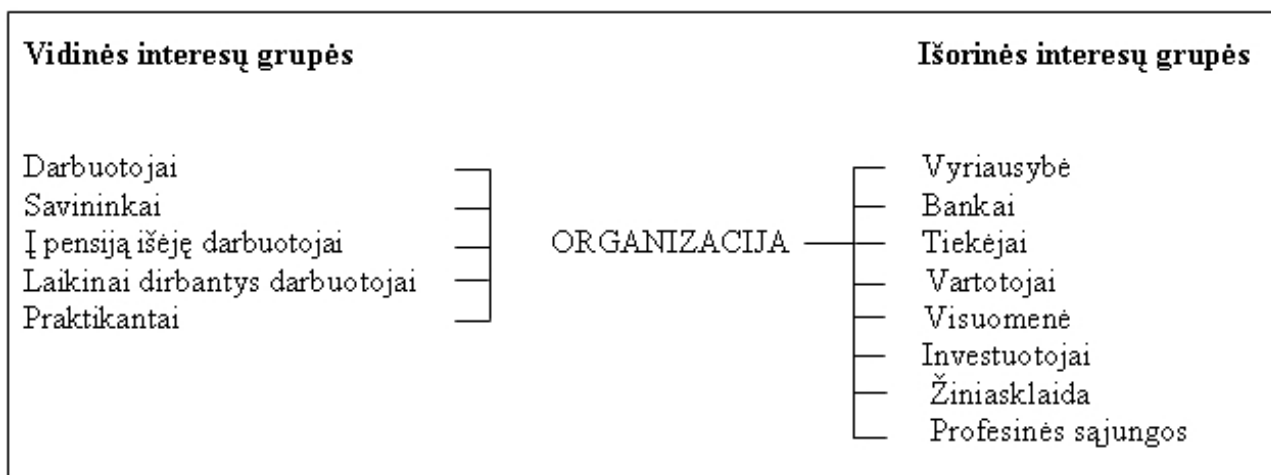 Vidinės interesų grupės
Darbuotojai
Savininkai
Į pensiją išėję darbuotojai
Laikinai dirbantys darbuotojai
Praktikantai
ORGANIZACIJA
Išorinės interesų grupės
Vyriausybė
Bankai
Tiekėjai
Vartotojai
Visuomenė
Investuotojai
Žiniasklaida
Profesinės sąjungos